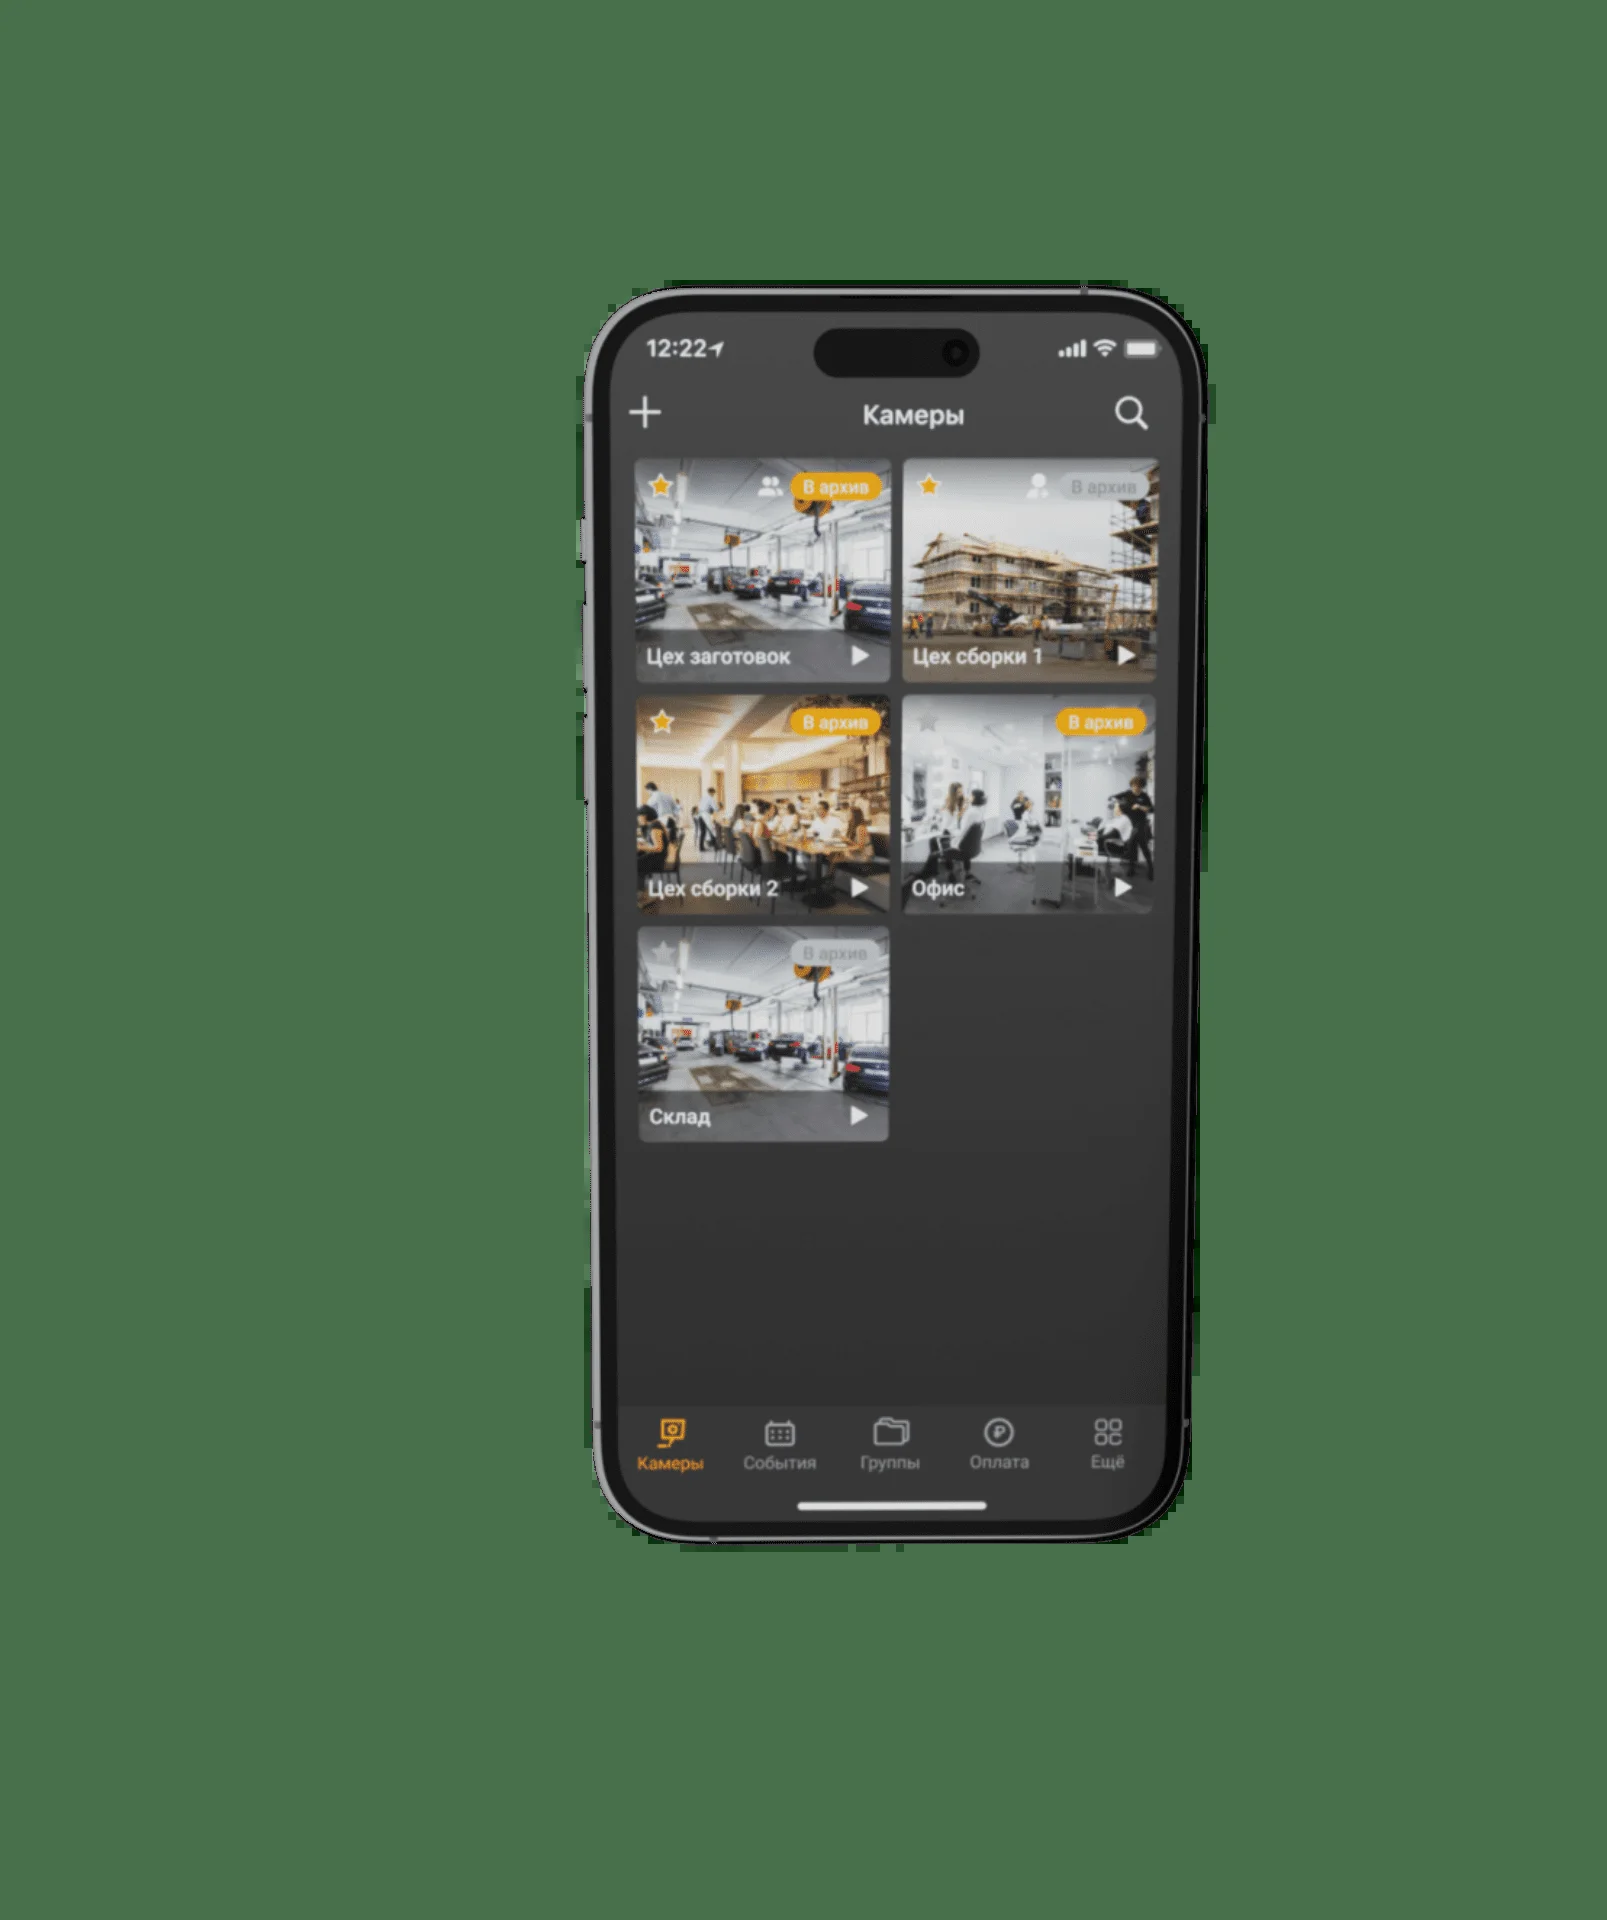 12:22
Камеры
В архив
В архив
Цех заготовок
Цех сборки 1
В архив
В архив
Цех сборки 2
Офис
В архив
Склад
Камеры
События
Группы
Оплата
Ещё